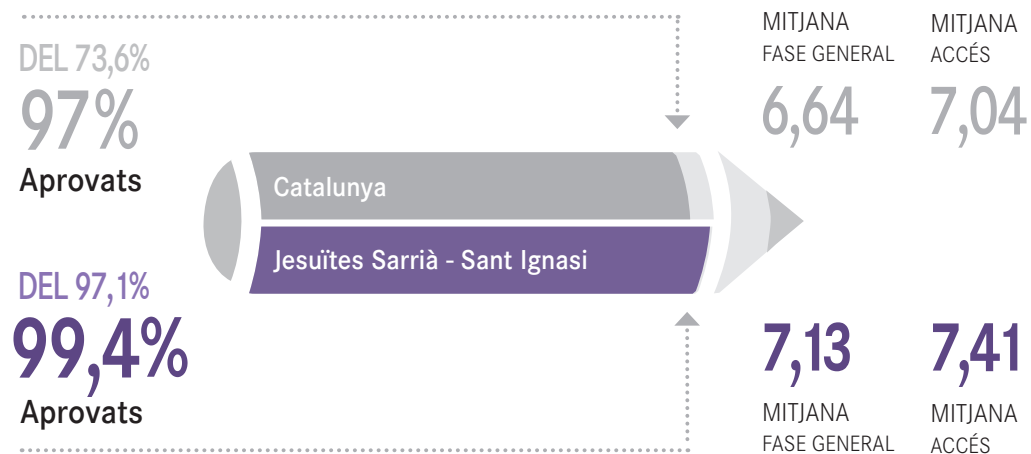 DEL 73,6%
97%
Aprovats
MITJANA
FASE GENERAL
6,64
MITJANA
ACCÉS
7,04
Catalunya
Jesuïtes Sarrià - Sant Ignasi
DEL 97,1%
99,4%
Aprovats
7,13
MITJANA
FASE GENERAL
7,41
MITJANA
ACCÉS